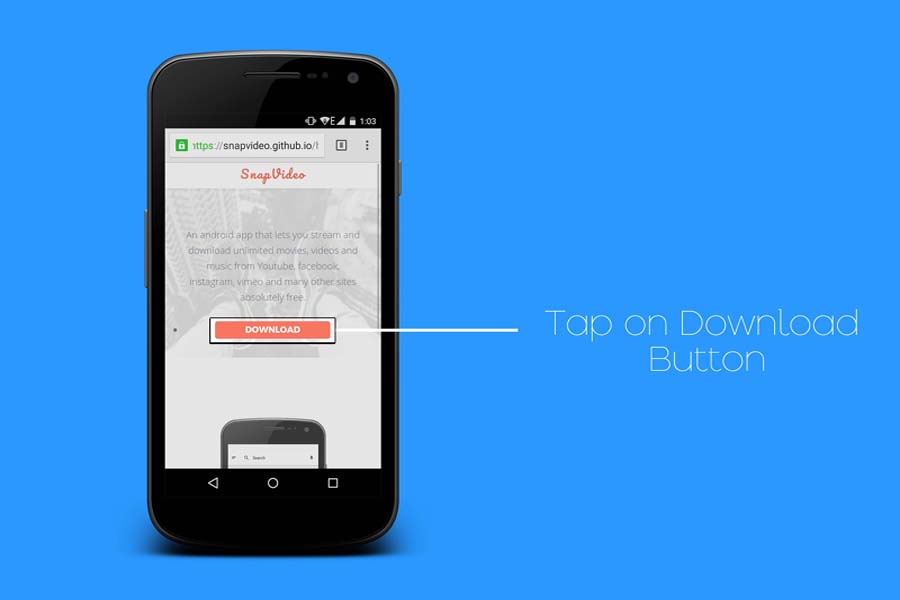 1:03
https://snapvideo.github.io/
SnapVideo
An android app that lets you stream and
download unlimited movies, videos and
music from Youtube, facebook,
Instagram, vimeo and many other sites
absolutely free.
DOWNLOAD
Tap on Download
Button
Search